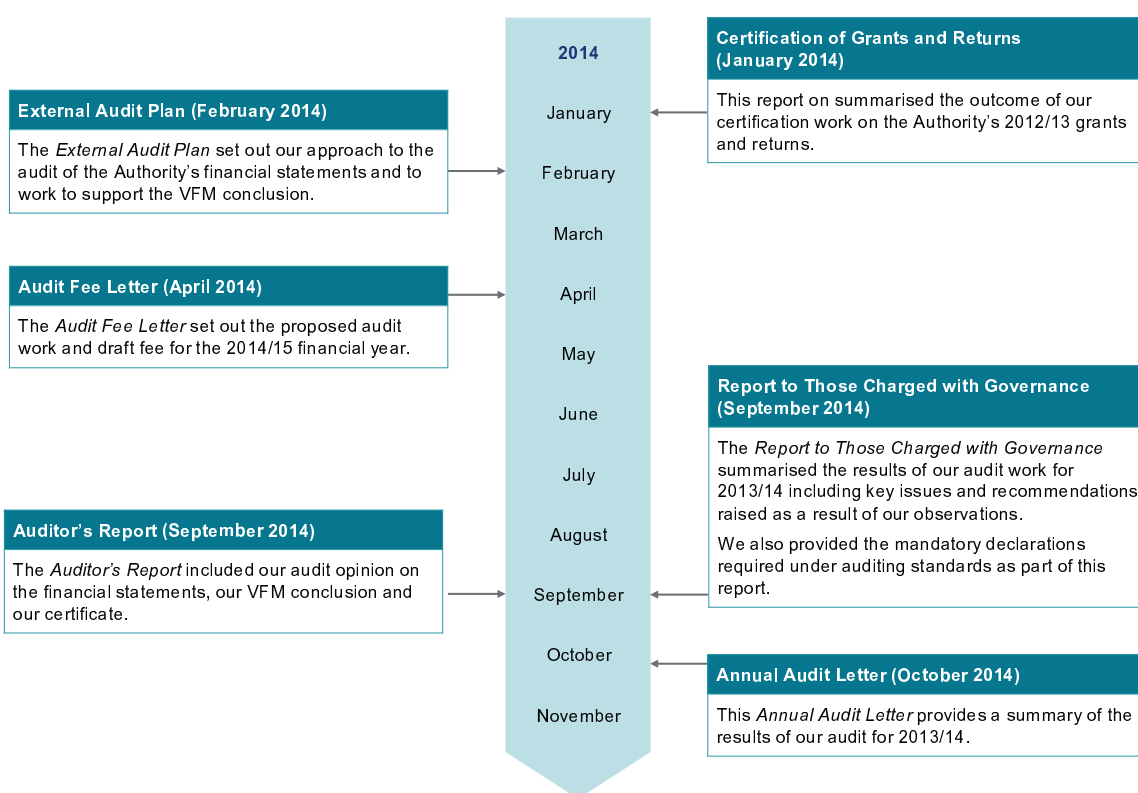 2014
January
February
March
April
May
June
July
August
September
October
November
External Audit Plan (February 2014)
The External Audit Plan set out our approach to the
audit of the Authority’s financial statements and to
work to support the VFM conclusion.
Audit Fee Letter (April 2014)
The Audit Fee Letter set out the proposed audit
work and draft fee for the 2014/15 financial year.
Auditor’s Report (September 2014)
The Auditor’s Report included our audit opinion on
the financial statements, our VFM conclusion and
our certificate.
Certification of Grants and Returns
(January 2014)
This report on summarised the outcome of our
certification work on the Authority’s 2012/13 grants
and returns.
Report to Those Charged with Governance
(September 2014)
The Report to Those Charged with Governance
summarised the results of our audit work for
2013/14 including key issues and recommendations
raised as a result of our observations.
We also provided the mandatory declarations
required under auditing standards as part of this
report.
Annual Audit Letter (October 2014)
This Annual Audit Letter provides a summary of the
results of our audit for 2013/14.